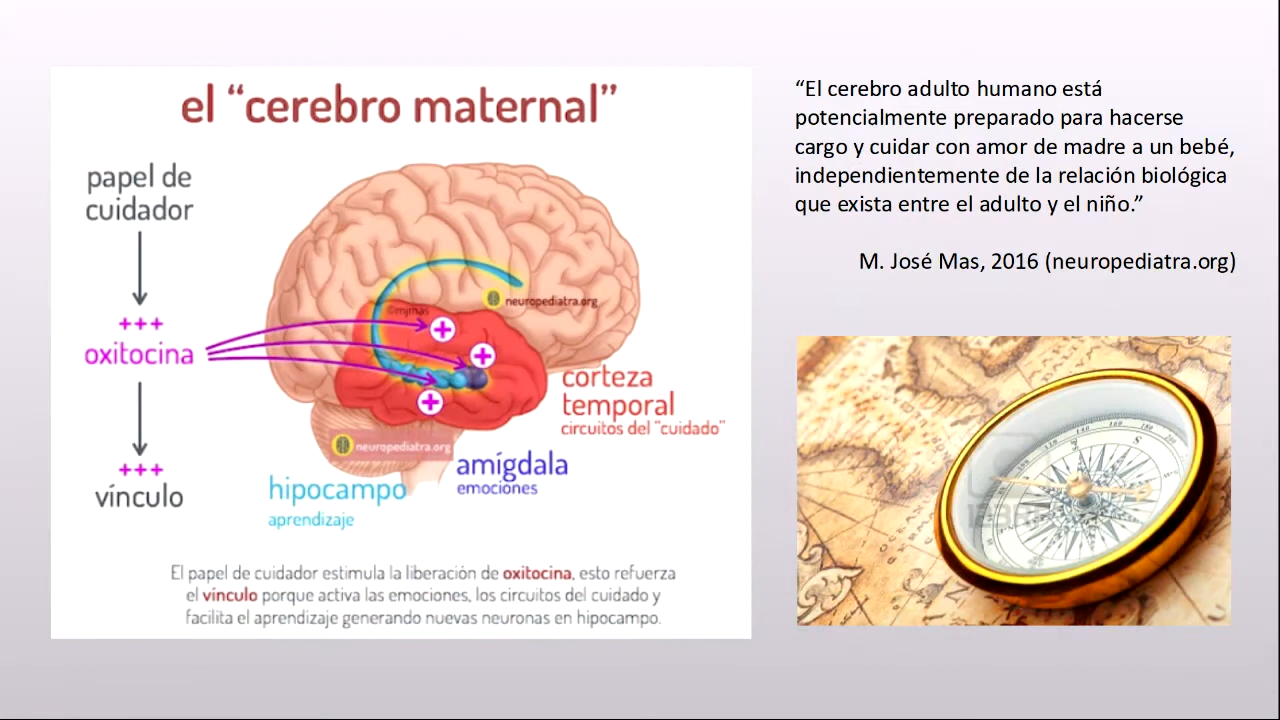 el “cerebro maternal”
papel de
cuidador
+++
oxitocina
+++
vínculo
©mjmas
neuropediatra.org
neuropediatra.org
corteza
temporal
circuitos del “cuidado”
amígdala
emociones
hipocampo
aprendizaje
El papel de cuidador estimula la liberación de oxitocina, esto refuerza
el vínculo porque activa las emociones, los circuitos del cuidado y
facilita el aprendizaje generando nuevas neuronas en hipocampo.
“El cerebro adulto humano está
potencialmente preparado para hacerse
cargo y cuidar con amor de madre a un bebé,
independientemente de la relación biológica
que exista entre el adulto y el niño.”
M. José Mas, 2016 (neuropediatra.org)